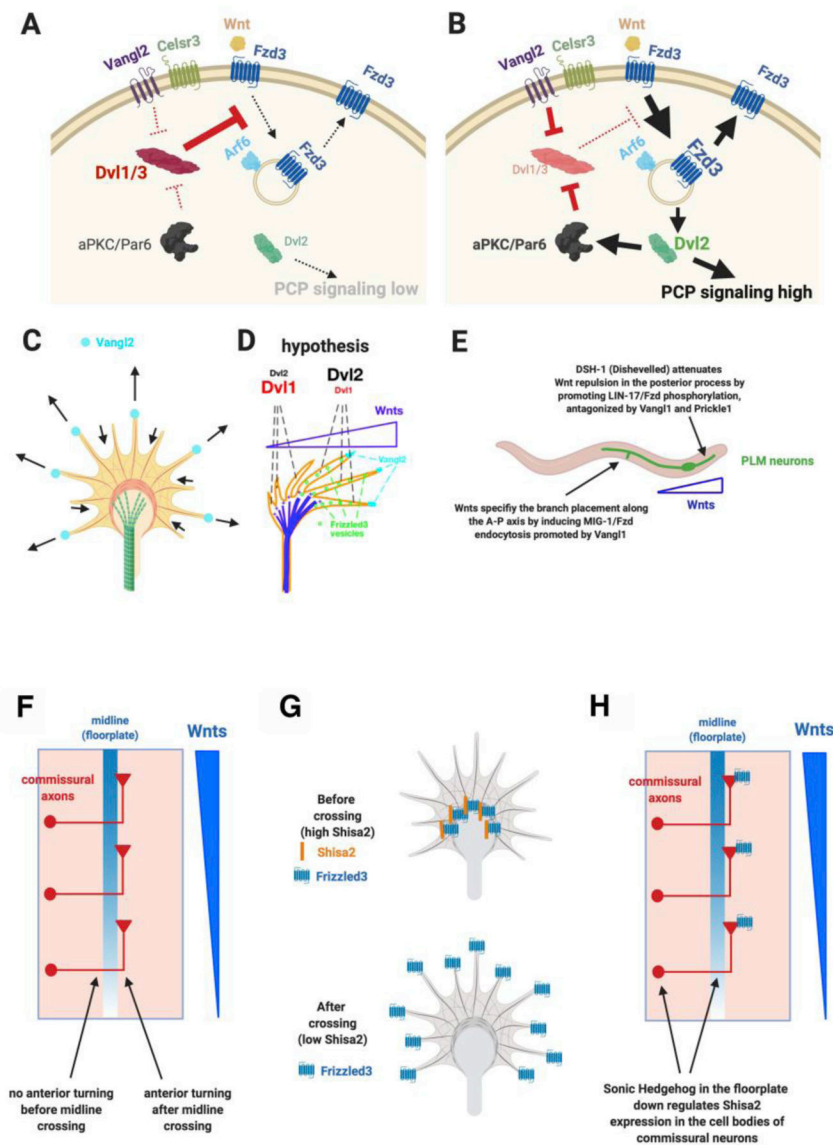 A
Wnt
Vangl2
Celsr3
Fzd3
Fzd3
Arf6
Fzd3
Dvl1/3
aPKC/Par6
Dvl2
PCP signaling low
B
Wnt
Vangl2
Celsr3
Fzd3
Fzd3
Arf6
Fzd3
Dvl1/3
aPKC/Par6
Dvl2
PCP signaling high
C
Vangl2
D
hypothesis
Dvl2
Dvl1
Dvl2
Dvl1
Wnts
Vangl2
Frizzled3
vesicles
E
DSH-1 (Dishevelled) attenuates
Wnt repulsion in the posterior process by
promoting LIN-17/Fzd phosphorylation,
antagonized by Vangl1 and Prickle1
PLM neurons
Wnts
Wnts specifiy the branch placement along
the A-P axis by inducing MIG-1/Fzd
endocytosis promoted by Vangl1
F
midline
(floorplate)
Wnts
commissural
axons
no anterior turning
before midline
crossing
anterior turning
after midline
crossing
G
Before
crossing
(high Shisa2)
Shisa2
Frizzled3
After
crossing
(low Shisa2)
Frizzled3
H
midline
(floorplate)
Wnts
commissural
axons
Sonic Hedgehog in the floorplate
down regulates Shisa2
expression in the cell bodies of
commissural neurons